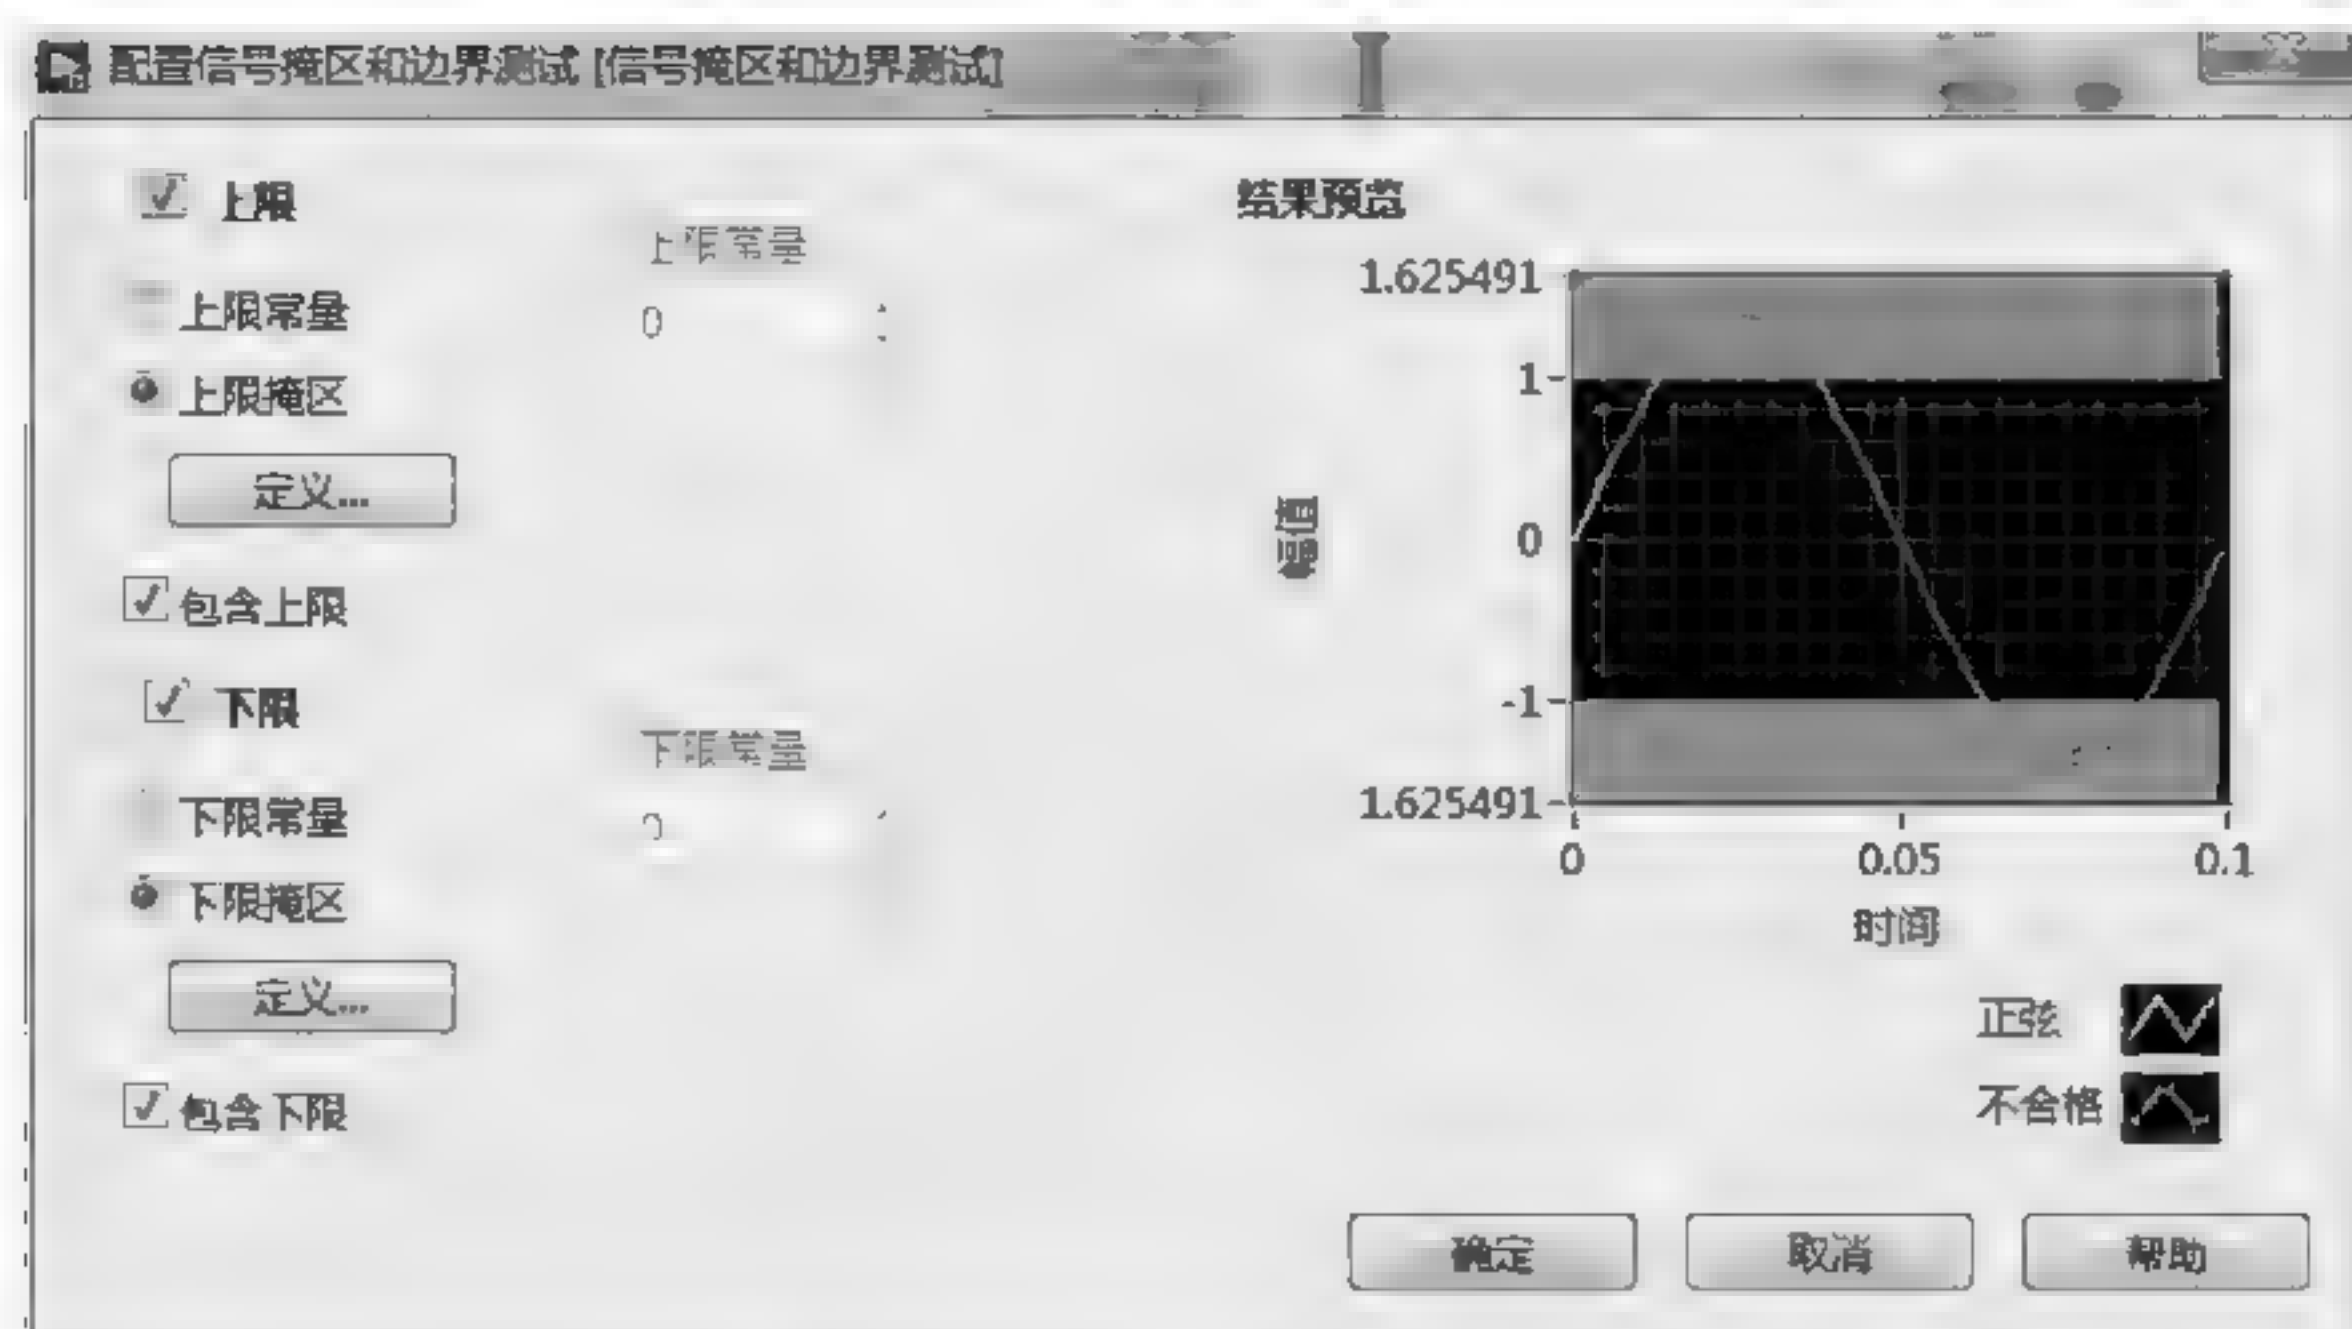 配置信号掩区和边界测试 [信号掩区和边界测试]
上限
上限常量
上限常量
0
上限掩区
定义...
包含上限
下限
下限常量
下限常量
0
下限掩区
定义...
包含下限
结果预览
幅值
1.625491
1
0
-1
1.625491
0 0.05 0.1
时间
正弦
不合格
确定 取消 帮助